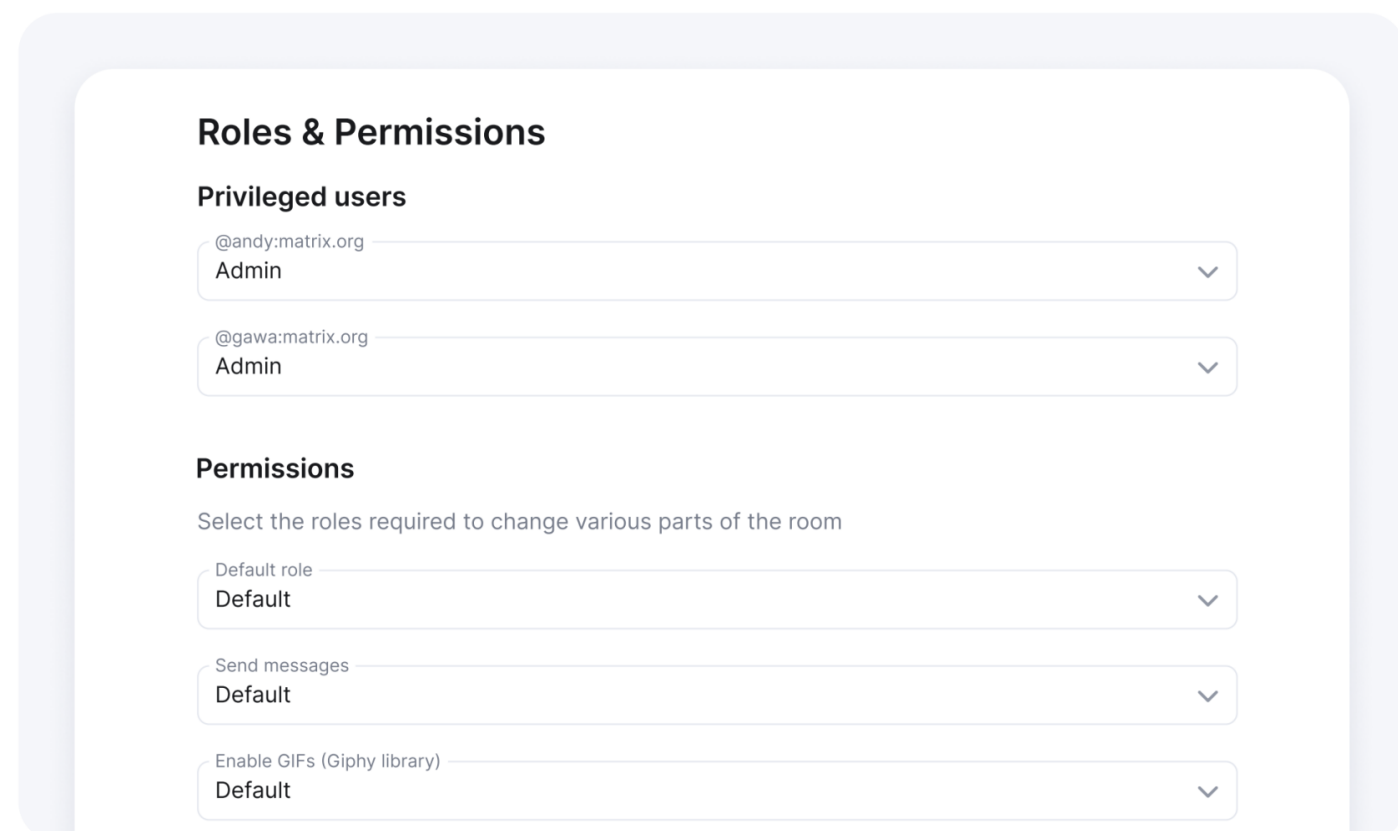 Roles & Permissions
Privileged users
@andy:matrix.org
Admin
@gawa:matrix.org
Admin
Permissions
Select the roles required to change various parts of the room
Default role
Default
Send messages
Default
Enable GIFs (Giphy library)
Default